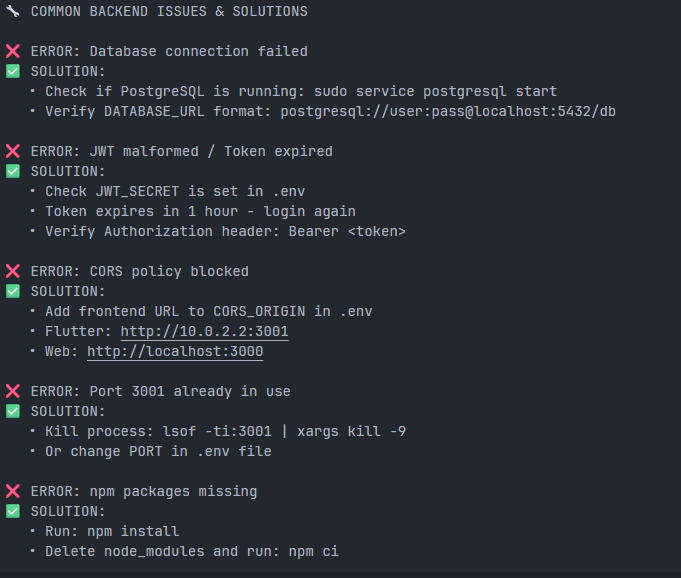 🔧 COMMON BACKEND ISSUES & SOLUTIONS
❌ ERROR: Database connection failed
✅ SOLUTION:
• Check if PostgreSQL is running: sudo service postgresql start
• Verify DATABASE_URL format: postgresql://user:pass@localhost:5432/db
❌ ERROR: JWT malformed / Token expired
✅ SOLUTION:
• Check JWT_SECRET is set in .env
• Token expires in 1 hour - login again
• Verify Authorization header: Bearer <token>
❌ ERROR: CORS policy blocked
✅ SOLUTION:
• Add frontend URL to CORS_ORIGIN in .env
• Flutter: http://10.0.2.2:3001
• Web: http://localhost:3000
❌ ERROR: Port 3001 already in use
✅ SOLUTION:
• Kill process: lsof -ti:3001 | xargs kill -9
• Or change PORT in .env file
❌ ERROR: npm packages missing
✅ SOLUTION:
• Run: npm install
• Delete node_modules and run: npm ci